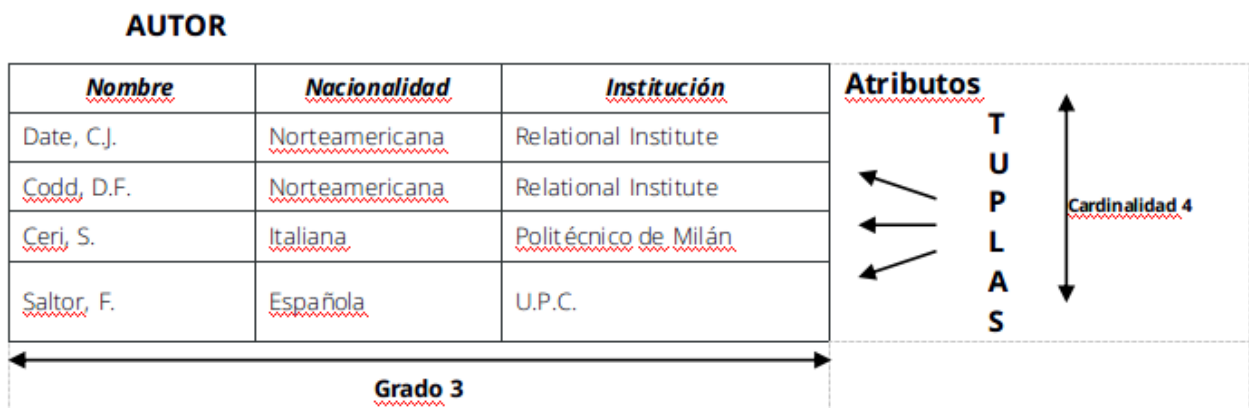 AUTOR
Nombre Nacionalidad Institución Atributos
Date, C.J. Norteamericana Relational Institute
Codd, D.F. Norteamericana Relational Institute
Ceri, S. Italiana Politécnico de Milán
Saltor, F. Española U.P.C.
TUPLAS
Cardinalidad 4
Grado 3